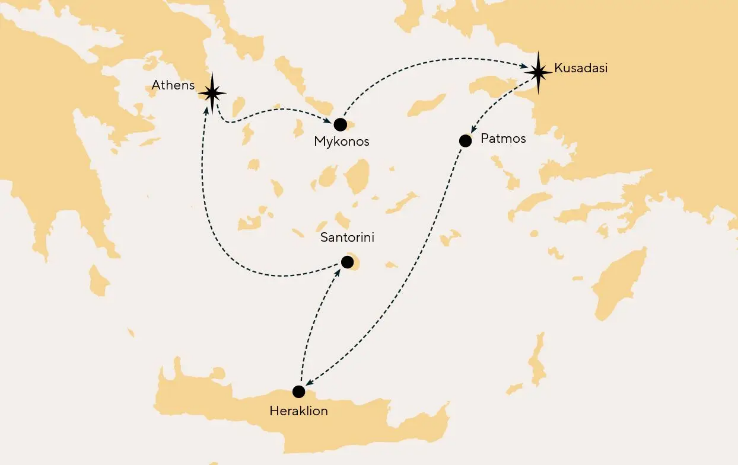 Kusadasi
Athens
Mykonos
Patmos
Santorini
Heraklion